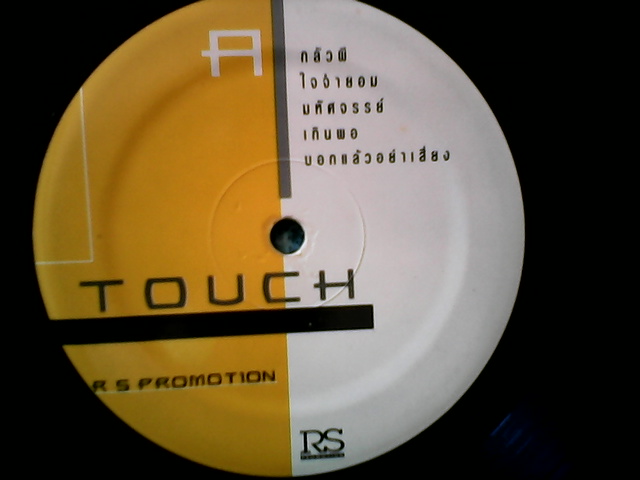 A
กลัวผี
ใจง่ายยอม
มหัศจรรย์
เกินพอ
บอกแล้วอย่าเสี่ยง
TOUCH
R S PROMOTION
RS